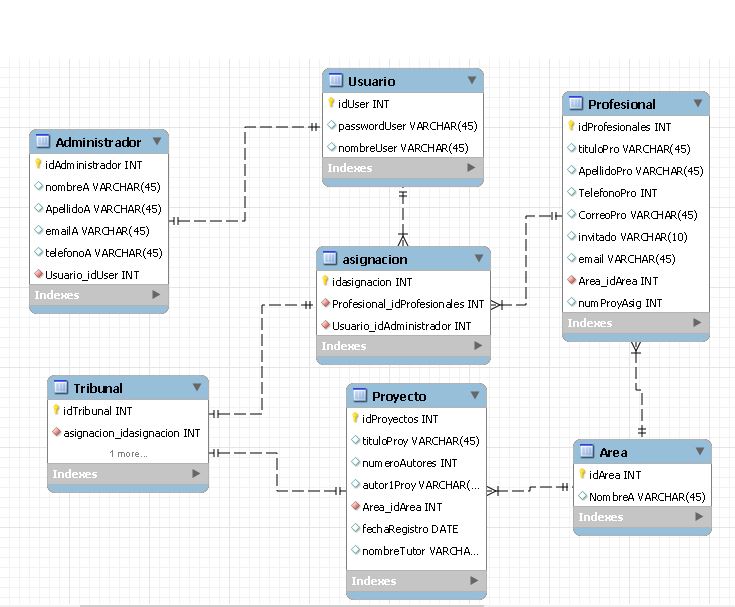 Usuario
idUser INT
passwordUser VARCHAR(45)
nombreUser VARCHAR(45)
Indexes
Profesional
idProfesionales INT
tituloPro VARCHAR(45)
ApellidoPro VARCHAR(45)
TelefonoPro INT
CorreoPro VARCHAR(45)
invitado VARCHAR(10)
email VARCHAR(45)
Area_idArea INT
numProyAsig INT
Indexes
Administrador
idAdministrador INT
nombreA VARCHAR(45)
ApellidoA VARCHAR(45)
emailA VARCHAR(45)
telefonoA VARCHAR(45)
Usuario_idUser INT
Indexes
asignacion
idasignacion INT
Profesional_idProfesionales INT
Usuario_idAdministrador INT
Indexes
Tribunal
idTribunal INT
asignacion_idasignacion INT
1 more...
Indexes
Proyecto
idProyectos INT
tituloProy VARCHAR(45)
numeroAutores INT
autor1Proy VARCHAR(...
Area_idArea INT
fechaRegistro DATE
nombreTutor VARCHA...
Indexes
Area
idArea INT
NombreA VARCHAR(45)
Indexes